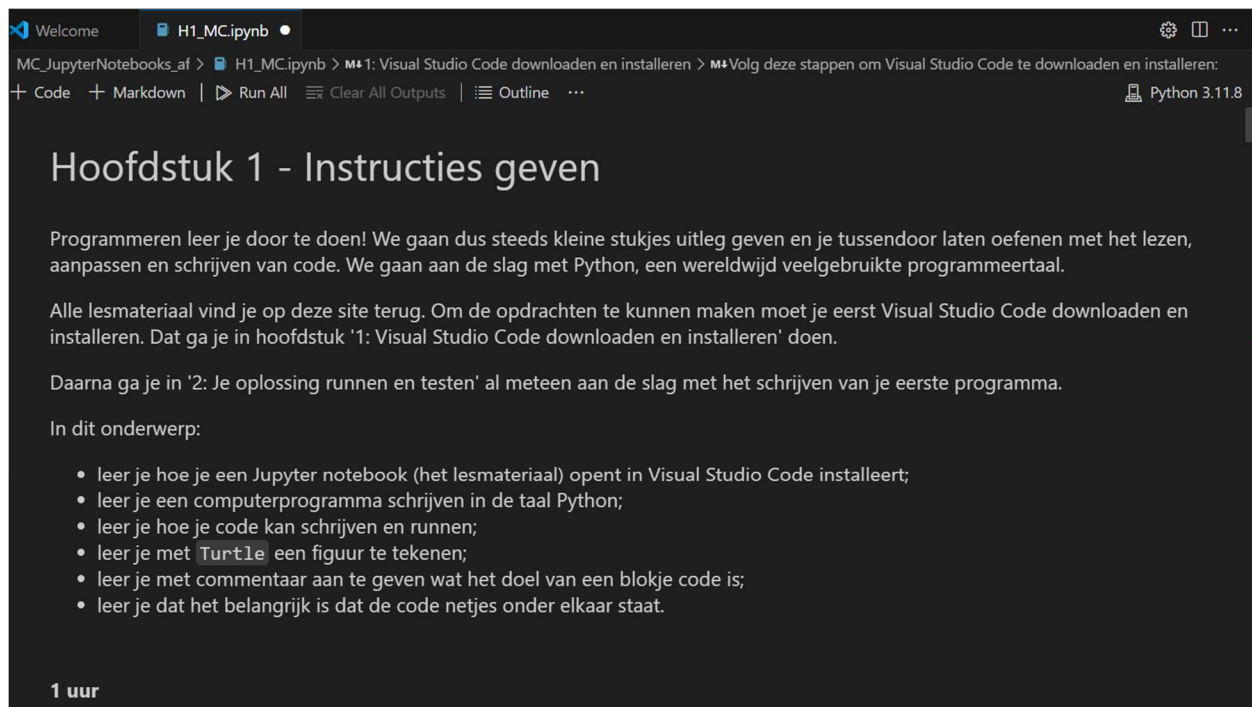 Welcome
H1_MC.ipynb
MC_JupyterNotebooks_af > H1_MC.ipynb > M↓1: Visual Studio Code downloaden en installeren > M↓Volg deze stappen om Visual Studio Code te downloaden en installeren:
+ Code + Markdown | Run All Clear All Outputs | Outline ···
Python 3.11.8
Hoofdstuk 1 - Instructies geven
Programmeren leer je door te doen! We gaan dus steeds kleine stukjes uitleg geven en je tussendoor laten oefenen met het lezen,
aanpassen en schrijven van code. We gaan aan de slag met Python, een wereldwijd veelgebruikte programmeertaal.
Alle lesmateriaal vind je op deze site terug. Om de opdrachten te kunnen maken moet je eerst Visual Studio Code downloaden en
installeren. Dat ga je in hoofdstuk '1: Visual Studio Code downloaden en installeren' doen.
Daarna ga je in '2: Je oplossing runnen en testen' al meteen aan de slag met het schrijven van je eerste programma.
In dit onderwerp:
• leer je hoe je een Jupyter notebook (het lesmateriaal) opent in Visual Studio Code installeert;
• leer je een computerprogramma schrijven in de taal Python;
• leer je hoe je code kan schrijven en runnen;
• leer je met Turtle een figuur te tekenen;
• leer je met commentaar aan te geven wat het doel van een blokje code is;
• leer je dat het belangrijk is dat de code netjes onder elkaar staat.
1 uur